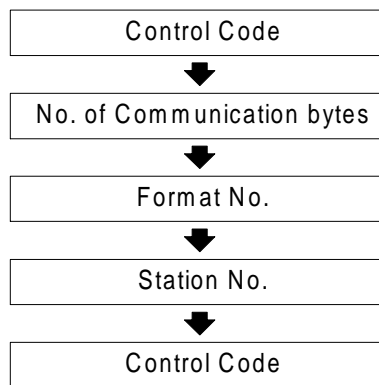 Control Code
No. of Communication bytes
Format No.
Station No.
Control Code